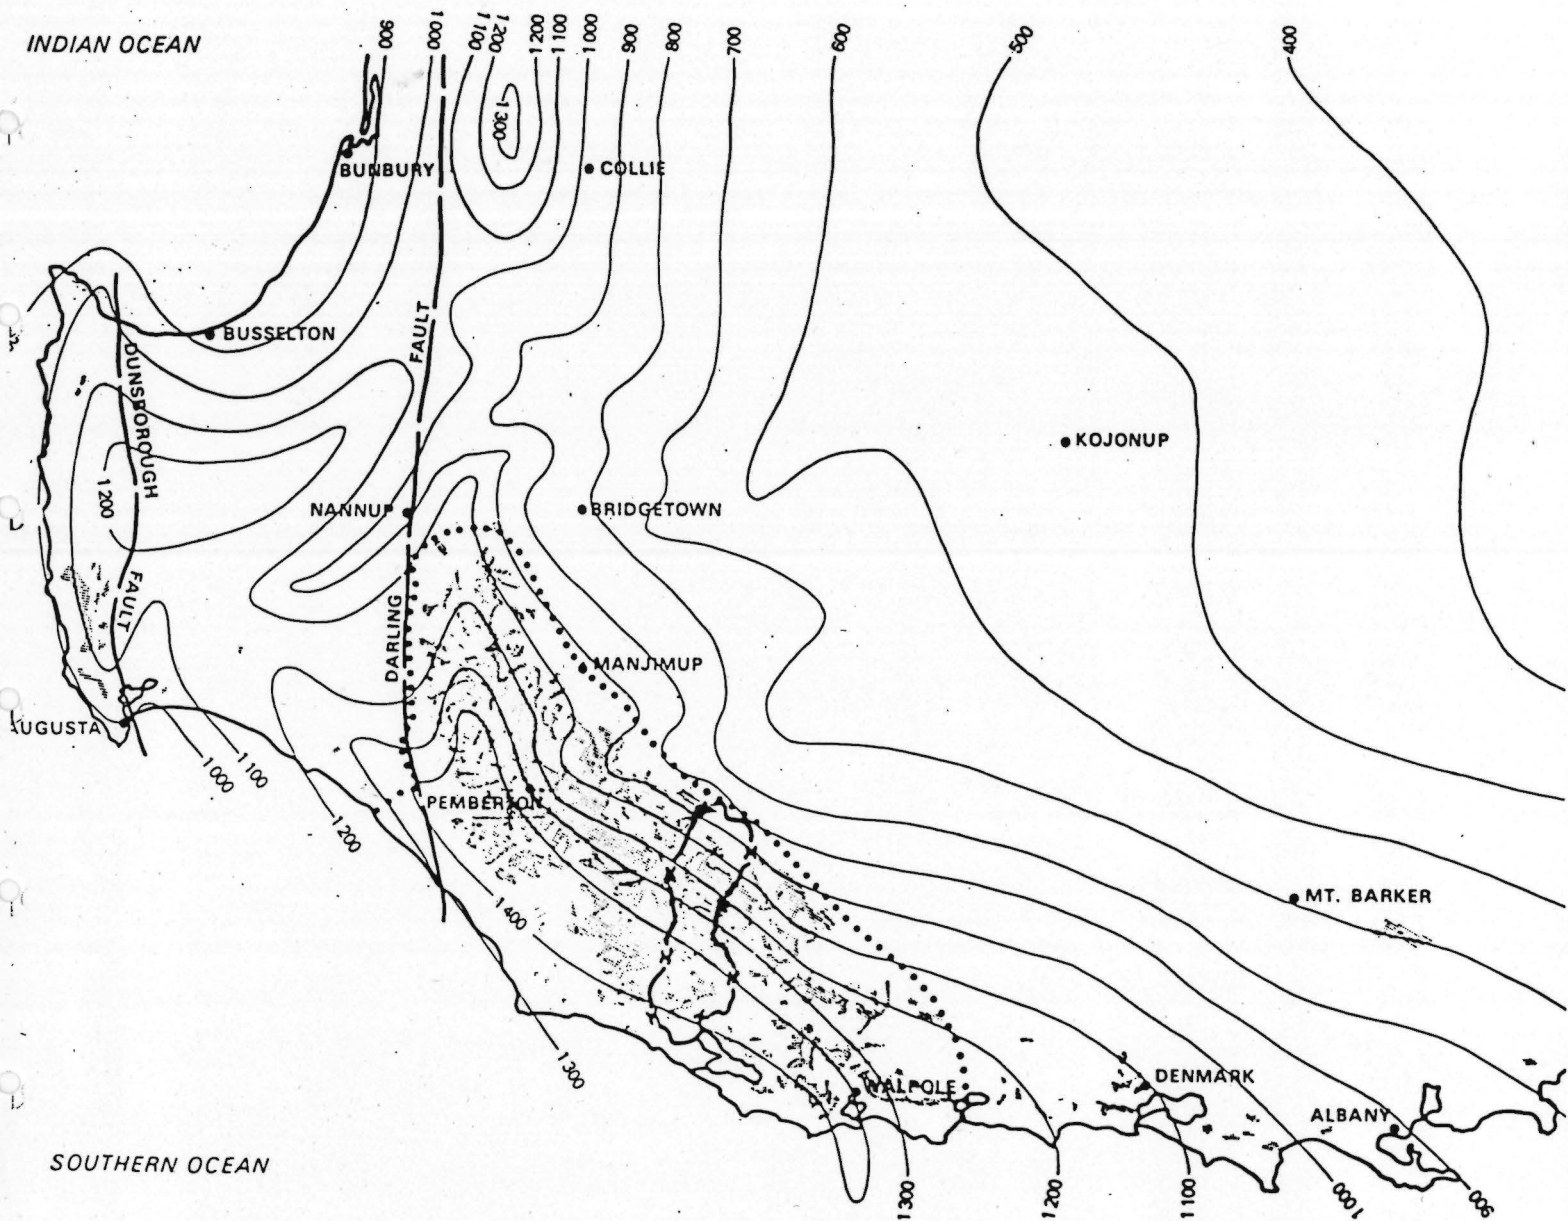 INDIAN OCEAN
900
1000
1100
1200
1200
1100
1000
900
800
700
600
500
400
1300
BUNBURY
COLLIE
BUSSELTON
FAULT
DUNSBOROUGH
KOJONUP
1200
NANNUP
BRIDGETOWN
FAULT
DARLING
MANJIMUP
UGUSTA
1000
1100
PEMBERTON
1200
MT. BARKER
1400
1300
WALPOLE
DENMARK
ALBANY
SOUTHERN OCEAN
1300
1200
1100
1000
900